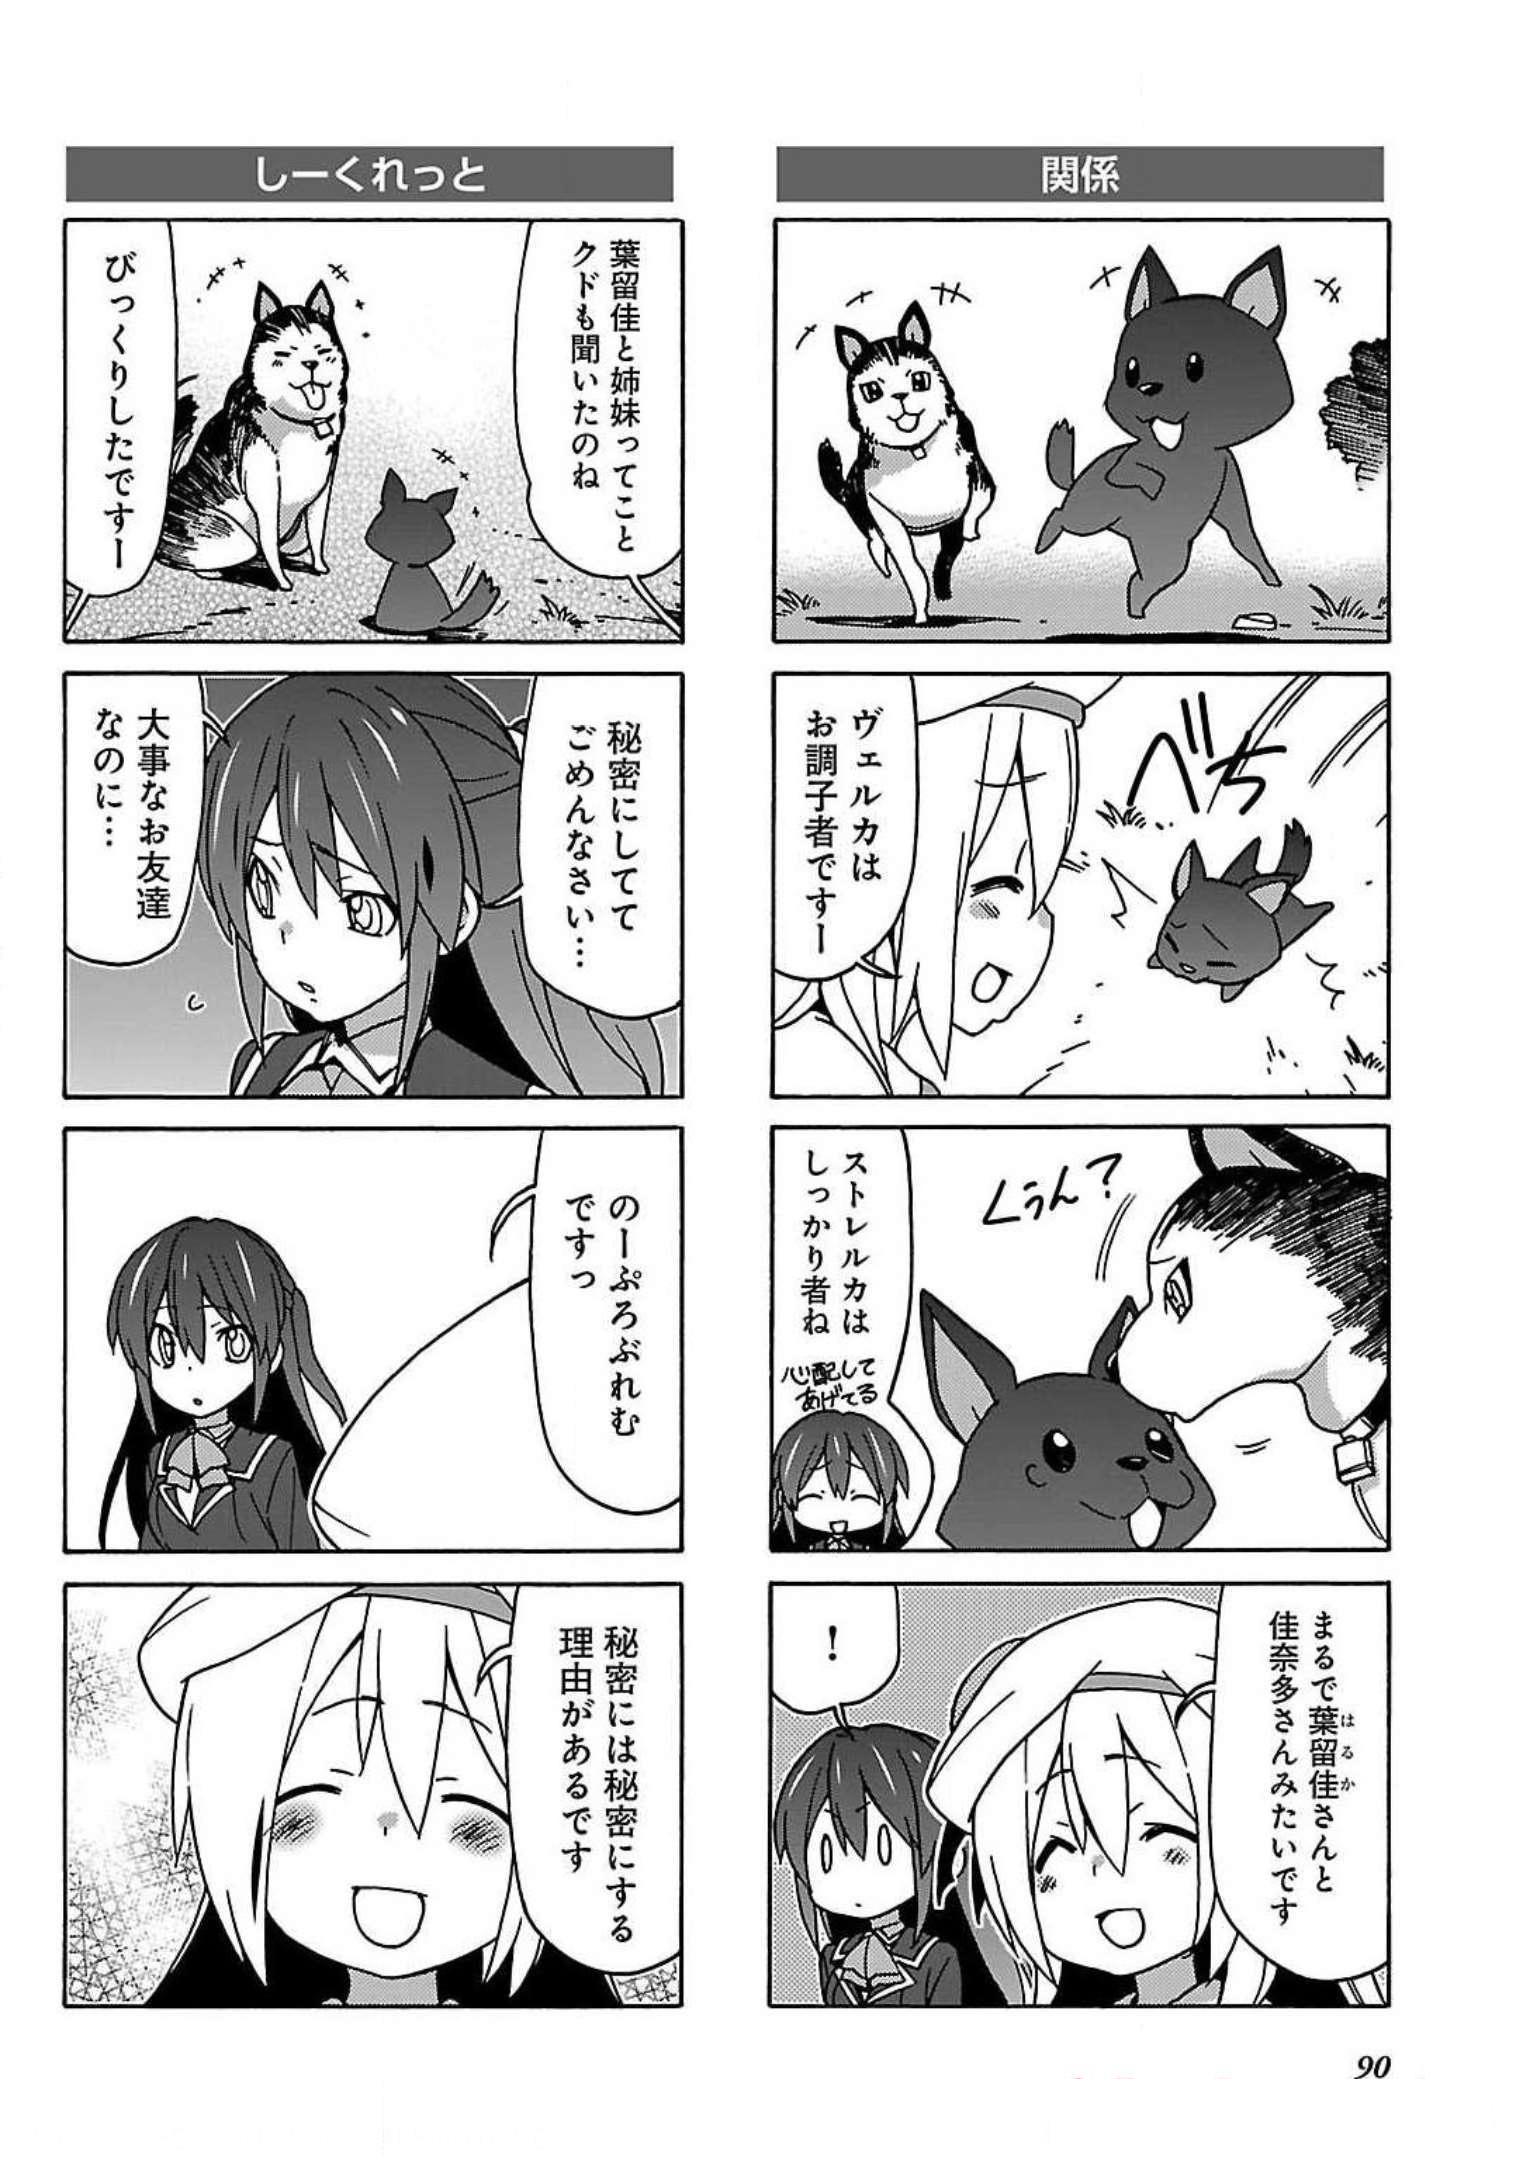 関係
ヴェルカは
お調子者ですー
べち
ストレルカは
しっかり者ね
心配して
あげてる
くぅん？
まるで葉留佳さんと
はるか
佳奈多さんみたいです
！
しーくれっと
葉留佳と姉妹ってこと
クドも聞いたのね
びっくりしたですー
秘密にしてて
ごめんなさい…
大事なお友達
なのに…
のーぷろぶれむ
ですっ
秘密には秘密にする
理由があるです
90